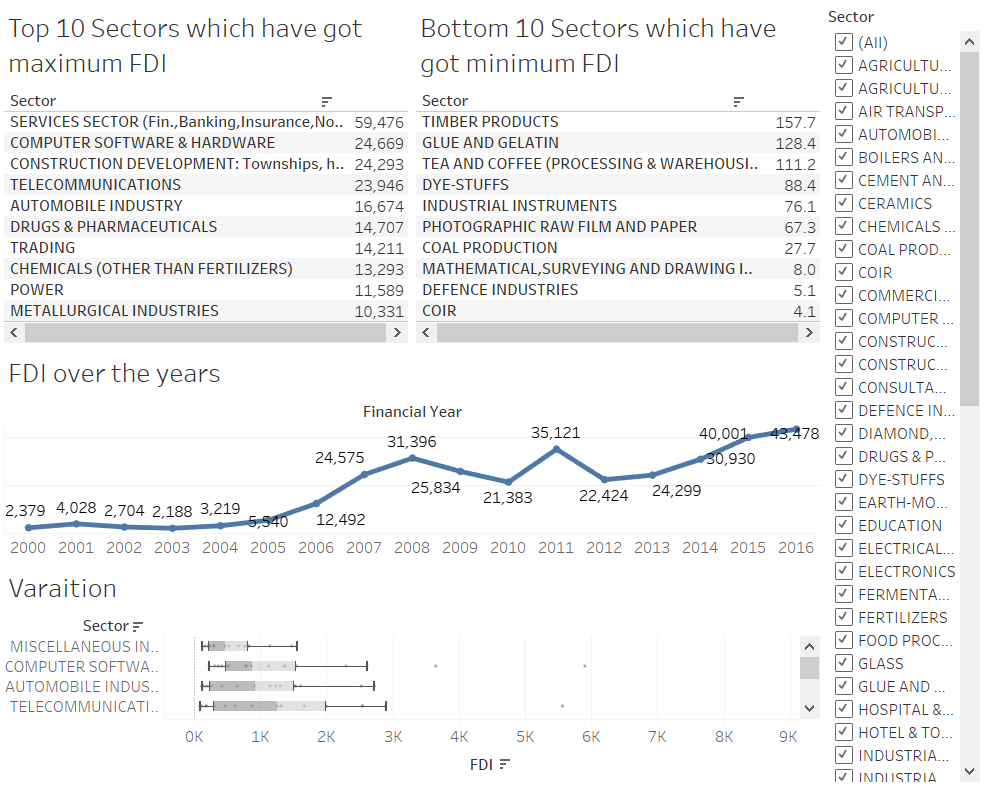 Top 10 Sectors which have got
maximum FDI
Sector
SERVICES SECTOR (Fin.,Banking,Insurance,No.. 59,476
COMPUTER SOFTWARE & HARDWARE 24,669
CONSTRUCTION DEVELOPMENT: Townships, h.. 24,293
TELECOMMUNICATIONS 23,946
AUTOMOBILE INDUSTRY 16,674
DRUGS & PHARMACEUTICALS 14,707
TRADING 14,211
CHEMICALS (OTHER THAN FERTILIZERS) 13,293
POWER 11,589
METALLURGICAL INDUSTRIES 10,331
Bottom 10 Sectors which have
got minimum FDI
Sector
TIMBER PRODUCTS 157.7
GLUE AND GELATIN 128.4
TEA AND COFFEE (PROCESSING & WAREHOUSI.. 111.2
DYE-STUFFS 88.4
INDUSTRIAL INSTRUMENTS 76.1
PHOTOGRAPHIC RAW FILM AND PAPER 67.3
COAL PRODUCTION 27.7
MATHEMATICAL,SURVEYING AND DRAWING I.. 8.0
DEFENCE INDUSTRIES 5.1
COIR 4.1
FDI over the years
Financial Year
2,379 4,028 2,704 2,188 3,219 5,540 12,492 24,575 31,396 25,834 21,383 35,121 22,424 24,299 30,930 40,001 43,478
2000 2001 2002 2003 2004 2005 2006 2007 2008 2009 2010 2011 2012 2013 2014 2015 2016
Varaition
Sector
MISCELLANEOUS IN..
COMPUTER SOFTWA..
AUTOMOBILE INDUS..
TELECOMMUNICATI..
0K 1K 2K 3K 4K 5K 6K 7K 8K 9K
FDI
Sector
(All)
AGRICULTU...
AGRICULTU...
AIR TRANSP...
AUTOMOBI...
BOILERS AN...
CEMENT AN...
CERAMICS
CHEMICALS ...
COAL PROD...
COIR
COMMERCI...
COMPUTER ...
CONSTRUC...
CONSTRUC...
CONSULTA...
DEFENCE IN...
DIAMOND,...
DRUGS & P...
DYE-STUFFS
EARTH-MO...
EDUCATION
ELECTRICAL...
ELECTRONICS
FERMENTA...
FERTILIZERS
FOOD PROC...
GLASS
GLUE AND ...
HOSPITAL &...
HOTEL & TO...
INDUSTRIA...
INDUSTRIA...